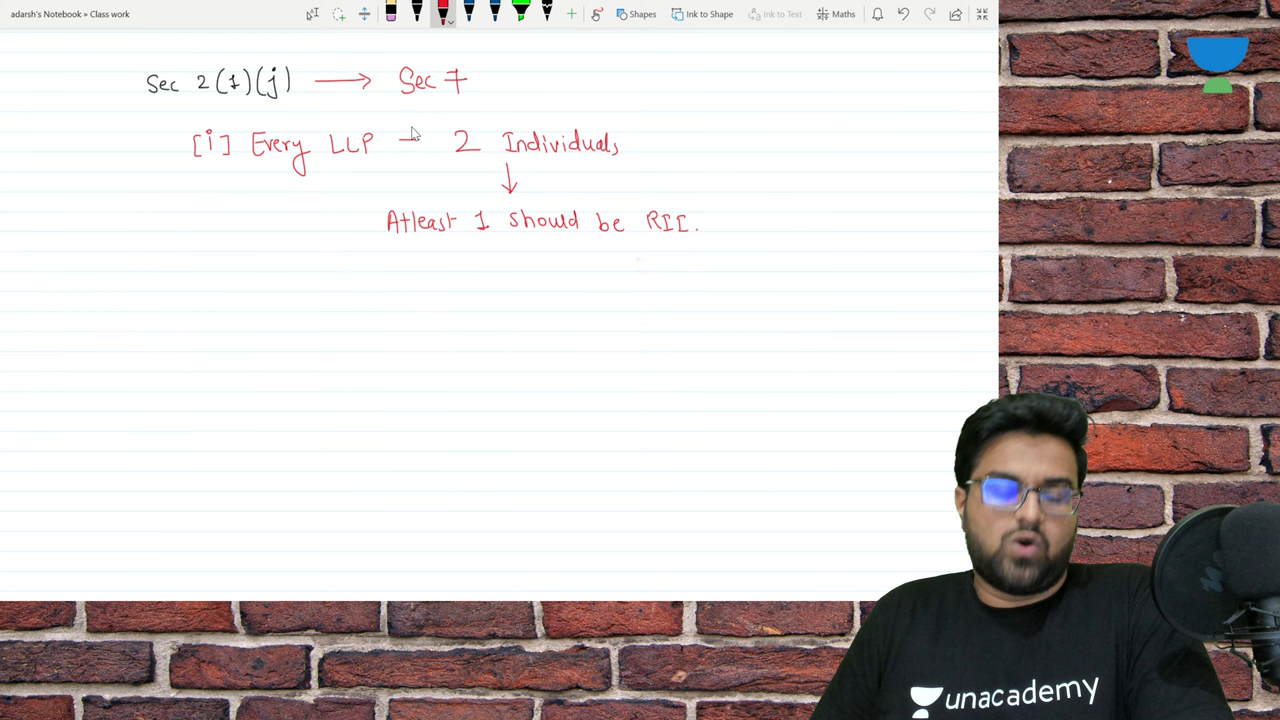 adarsh's Notebook » Class work
Shapes
Ink to Shape
Ink to Text
Maths
Sec 2(1)(j) → Sec 7
[i] Every LLP - 2 Individuals
↓
Atleast 1 should be RII.
unacademy